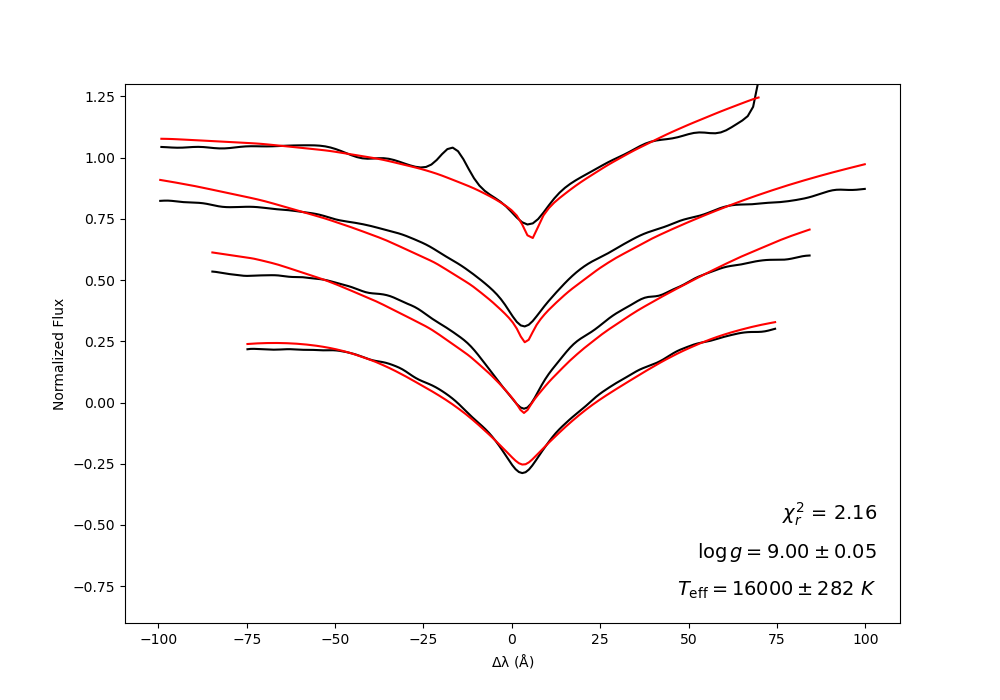 1.25
1.00
0.75
0.50
0.25
0.00
−0.25
−0.50
−0.75
Normalized Flux
χ²ᵣ = 2.16
log g = 9.00 ± 0.05
T_eff = 16000 ± 282 K
−100 −75 −50 −25 0 25 50 75 100
Δλ (Å)